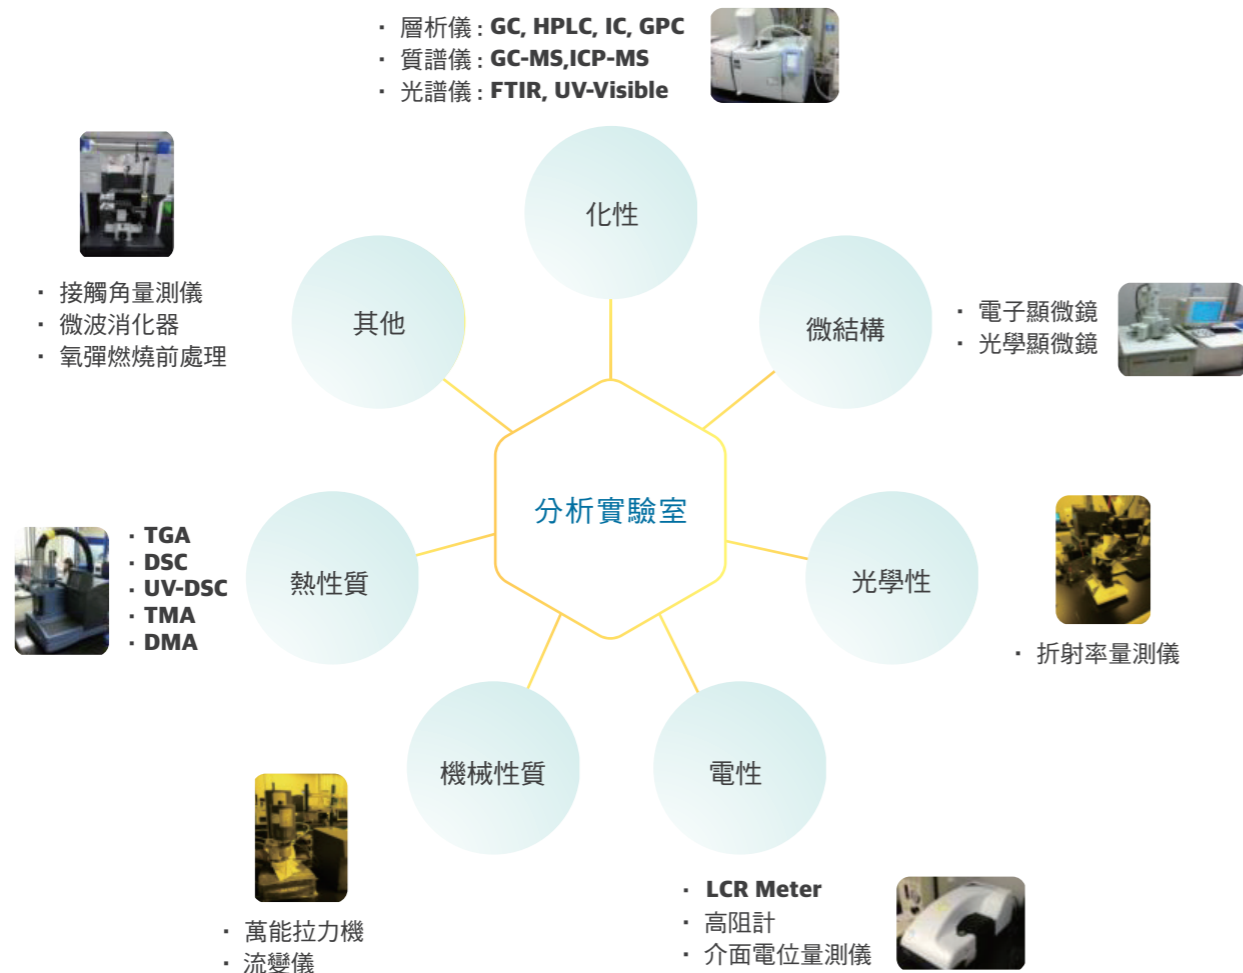 · 層析儀 : GC, HPLC, IC, GPC
· 質譜儀 : GC-MS,ICP-MS
· 光譜儀 : FTIR, UV-Visible
化性
其他
· 接觸角量測儀
· 微波消化器
· 氧彈燃燒前處理
微結構
· 電子顯微鏡
· 光學顯微鏡
分析實驗室
· TGA
· DSC
· UV-DSC
· TMA
· DMA
熱性質
光學性
· 折射率量測儀
機械性質
· 萬能拉力機
· 流變儀
電性
· LCR Meter
· 高阻計
· 介面電位量測儀